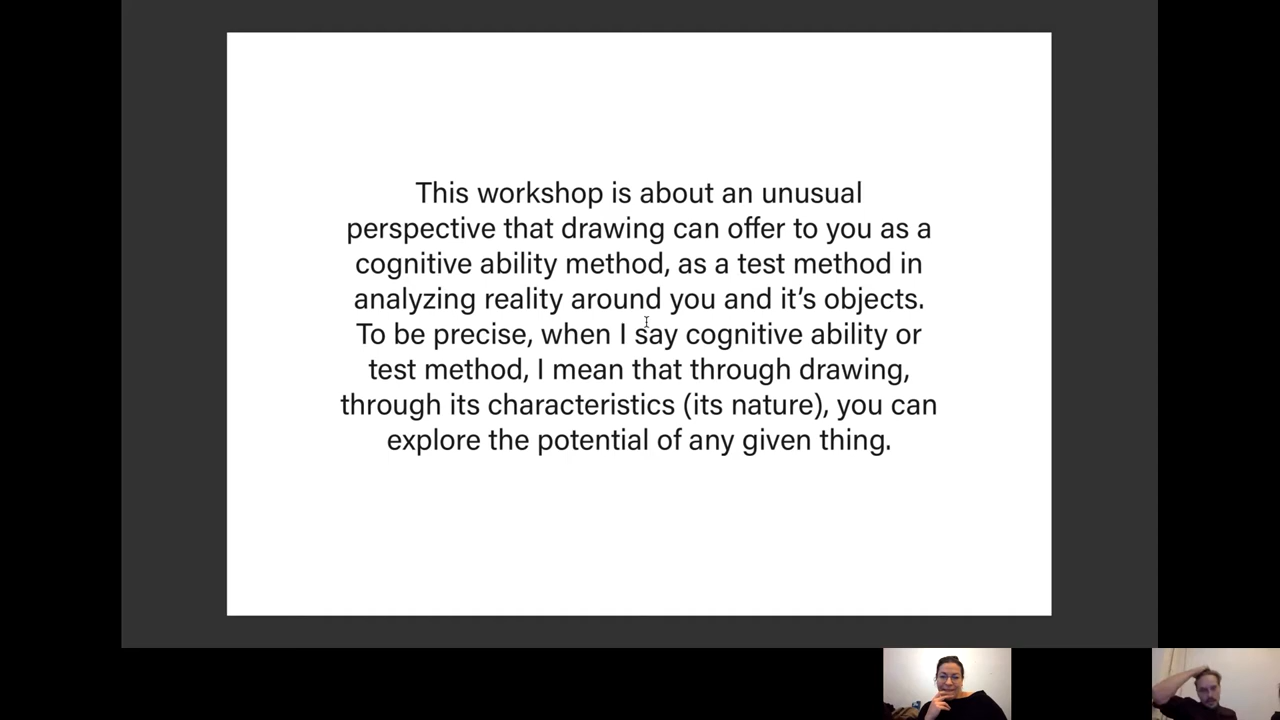 This workshop is about an unusual
perspective that drawing can offer to you as a
cognitive ability method, as a test method in
analyzing reality around you and it’s objects.
To be precise, when I say cognitive ability or
test method, I mean that through drawing,
through its characteristics (its nature), you can
explore the potential of any given thing.